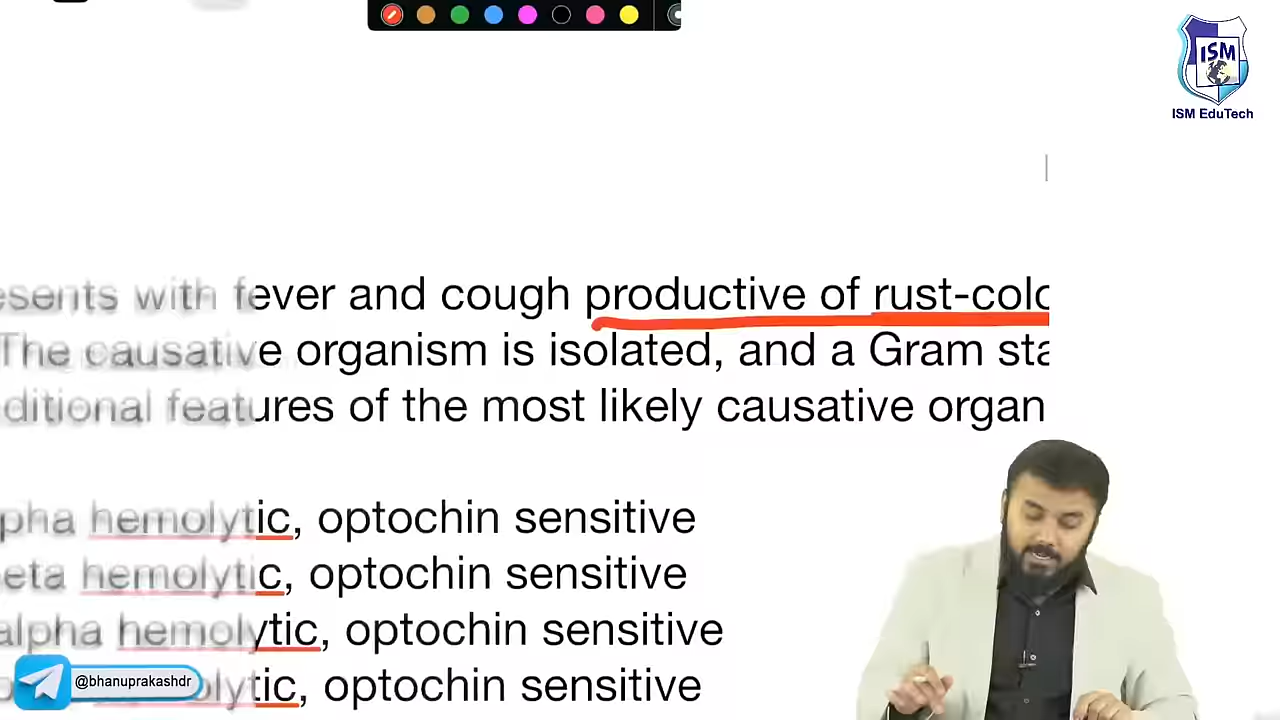 ISM
ISM EduTech
esents with fever and cough productive of rust-colo
The causative organism is isolated, and a Gram sta
ditional features of the most likely causative organ
pha hemolytic, optochin sensitive
eta hemolytic, optochin sensitive
alpha hemolytic, optochin sensitive
olytic, optochin sensitive
@bhanuprakashdr